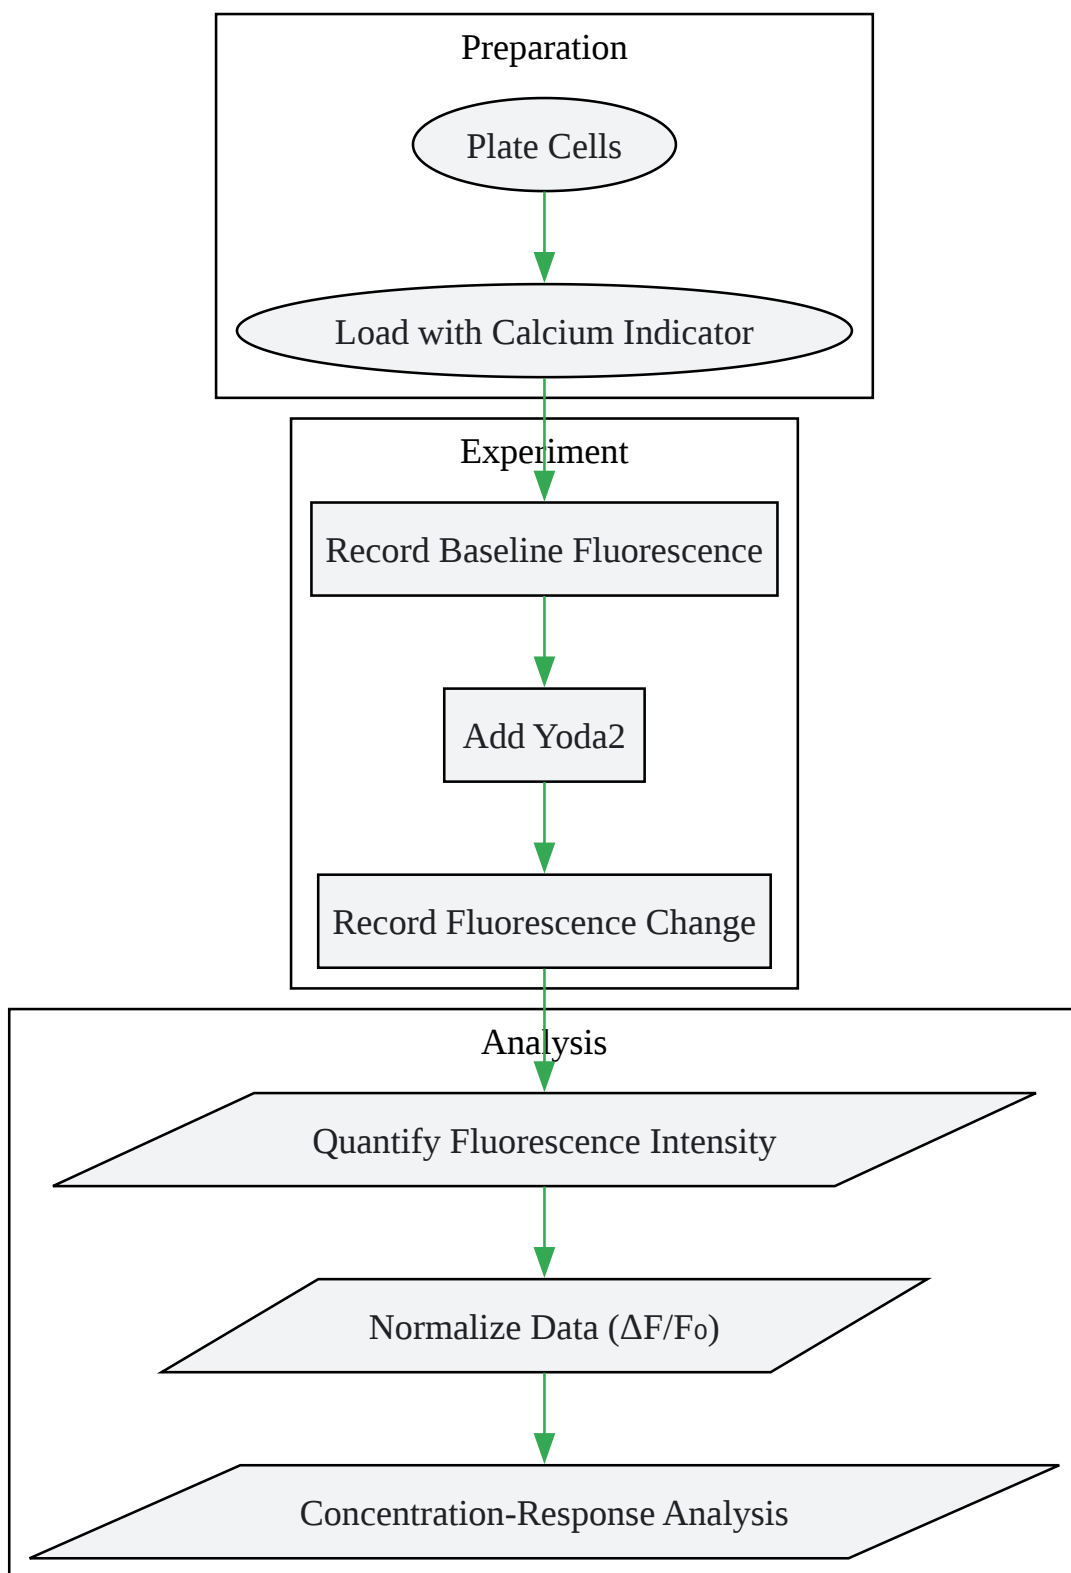 Preparation
Plate Cells
Load with Calcium Indicator
Experiment
Record Baseline Fluorescence
Add Yoda2
Record Fluorescence Change
Analysis
Quantify Fluorescence Intensity
Normalize Data (ΔF/F₀)
Concentration-Response Analysis